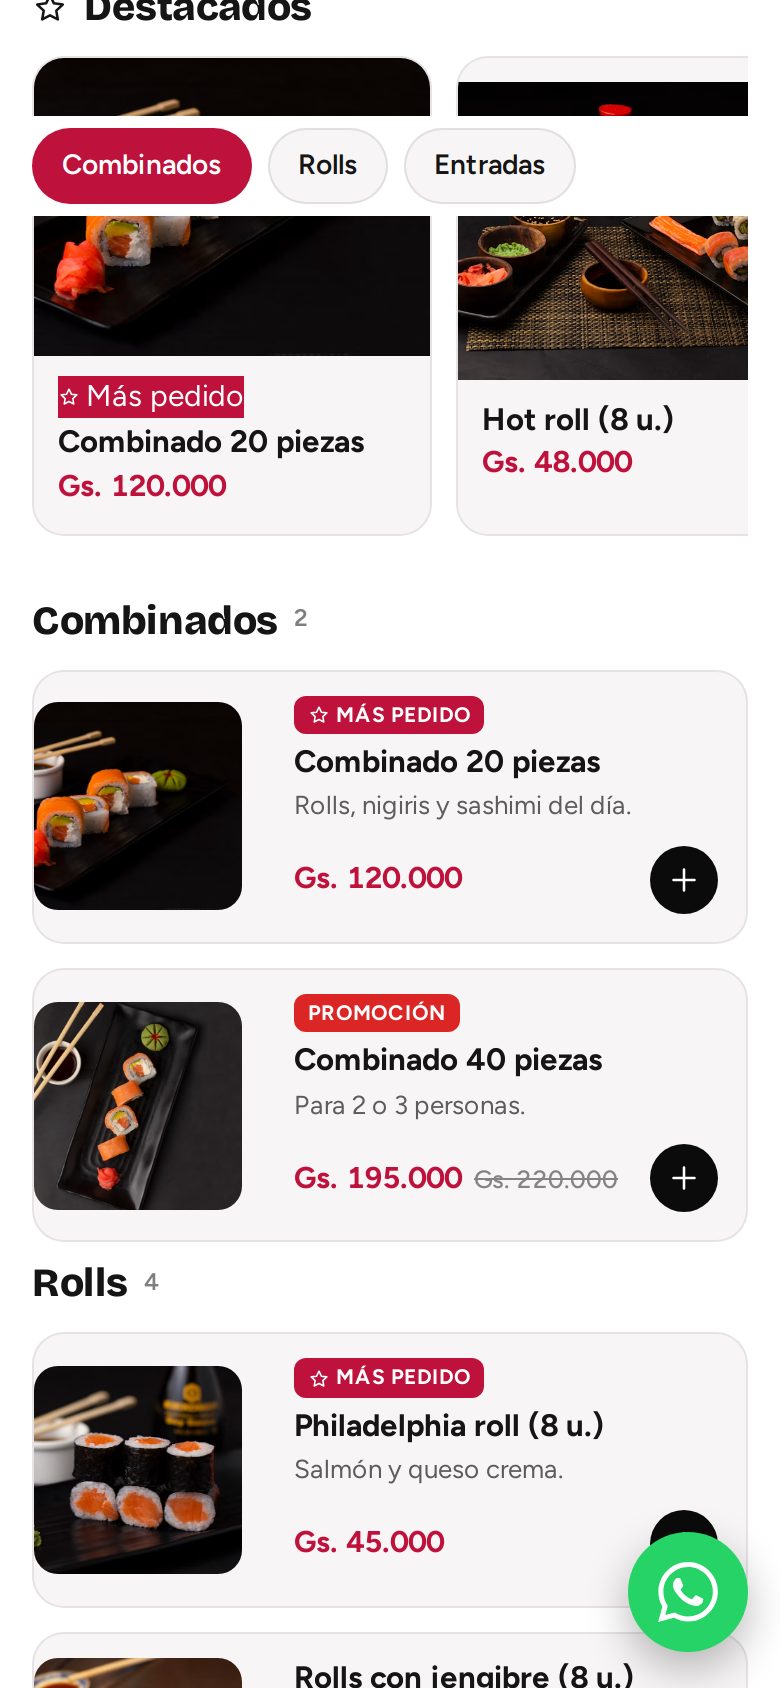 Destacados
Combinados
Rolls
Entradas
Más pedido
Combinado 20 piezas
Gs. 120.000
Hot roll (8 u.)
Gs. 48.000
Combinados 2
MÁS PEDIDO
Combinado 20 piezas
Rolls, nigiris y sashimi del día.
Gs. 120.000
PROMOCIÓN
Combinado 40 piezas
Para 2 o 3 personas.
Gs. 195.000 Gs. 220.000
Rolls 4
MÁS PEDIDO
Philadelphia roll (8 u.)
Salmón y queso crema.
Gs. 45.000
Rolls con jengibre (8 u.)